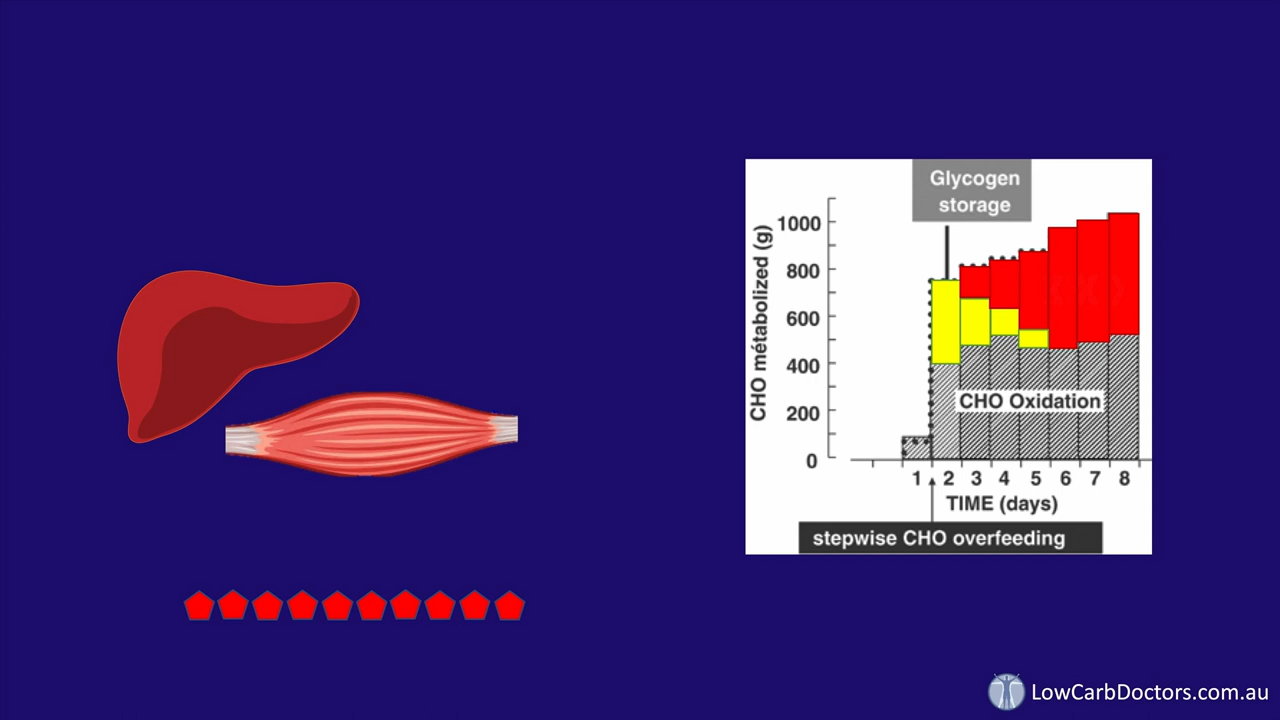 Glycogen
storage
CHO métabolized (g)
1000
800
600
400
200
0
CHO Oxidation
1 2 3 4 5 6 7 8
TIME (days)
stepwise CHO overfeeding
LowCarbDoctors.com.au